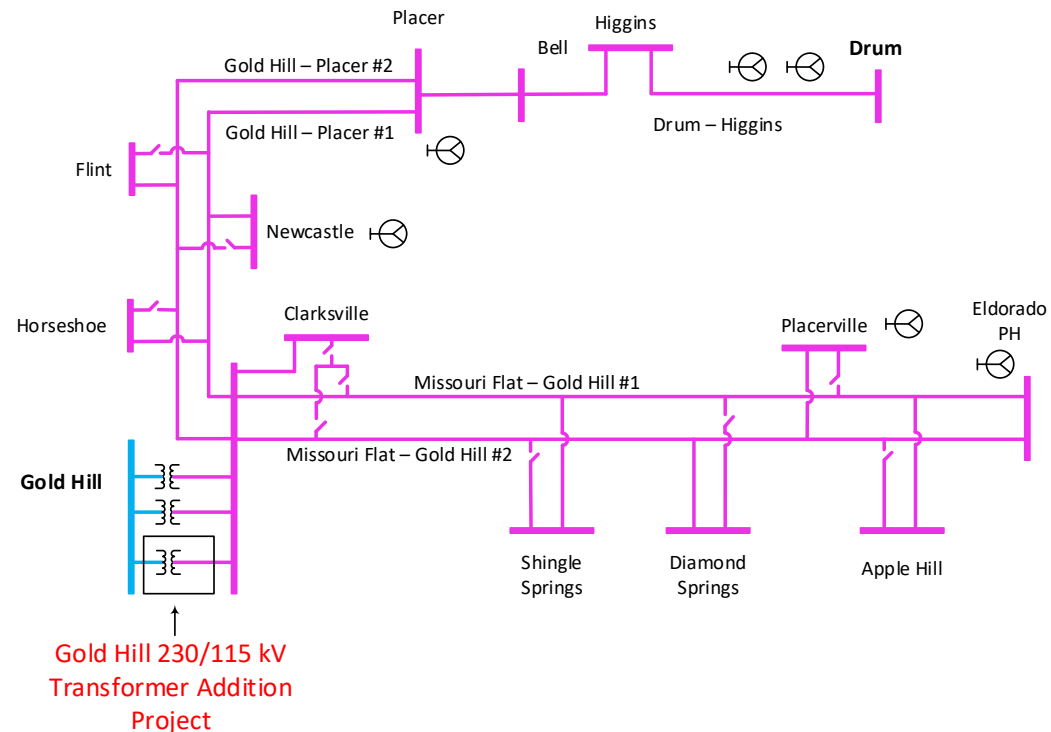 Placer
Higgins
Bell
Drum
Gold Hill – Placer #2
Gold Hill – Placer #1
Drum – Higgins
Flint
Newcastle
Horseshoe
Clarksville
Placerville
Eldorado
PH
Missouri Flat – Gold Hill #1
Missouri Flat – Gold Hill #2
Gold Hill
Shingle
Springs
Diamond
Springs
Apple Hill
Gold Hill 230/115 kV
Transformer Addition
Project